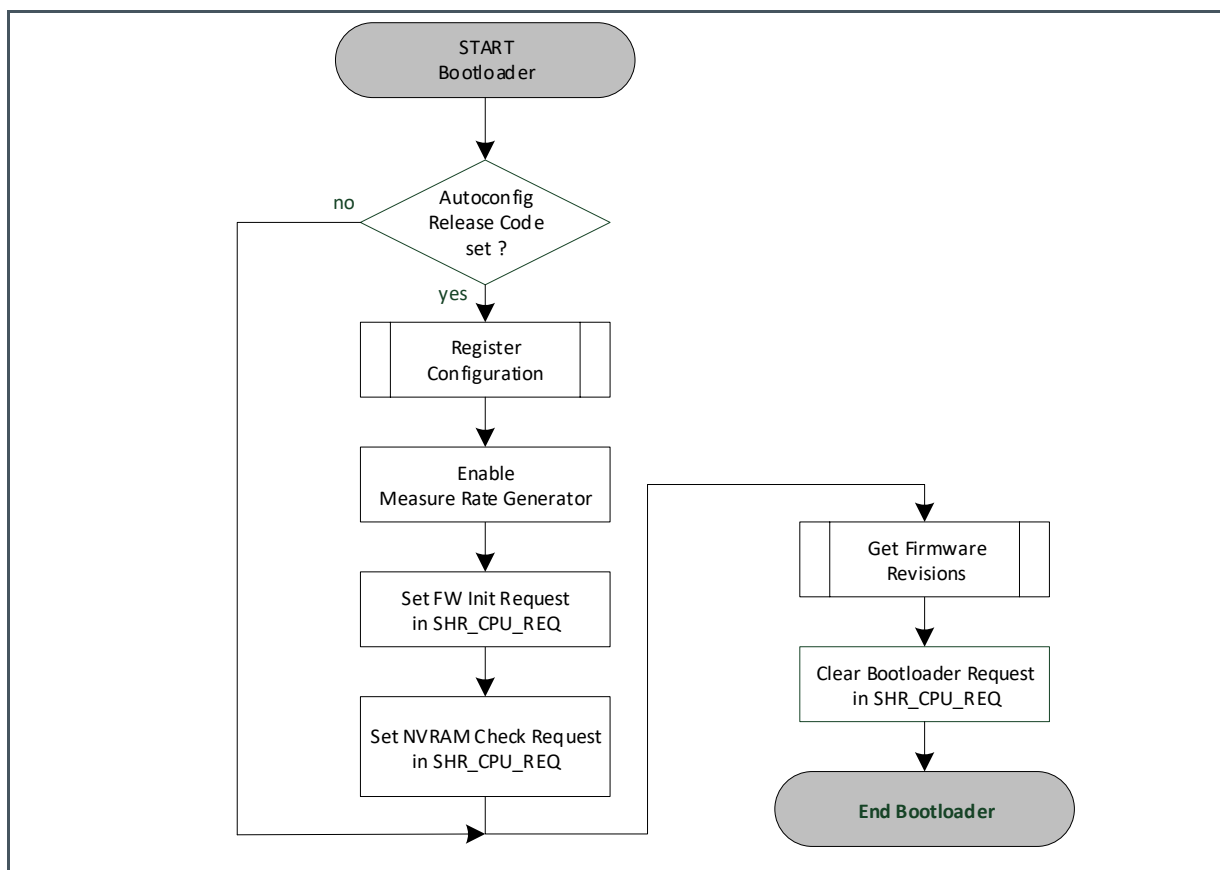 START
Bootloader
Autoconfig
Release Code
set ?
no
yes
Register
Configuration
Enable
Measure Rate Generator
Set FW Init Request
in SHR_CPU_REQ
Set NVRAM Check Request
in SHR_CPU_REQ
Get Firmware
Revisions
Clear Bootloader Request
in SHR_CPU_REQ
End Bootloader